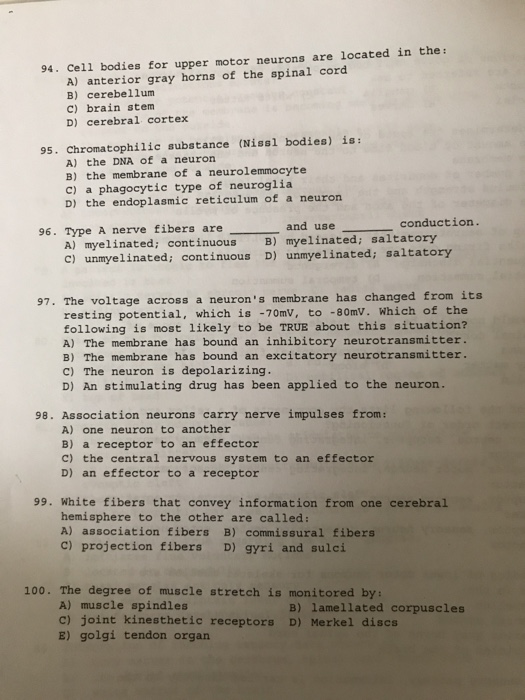 94. Cell bodies for upper motor neurons are located in the:
A) anterior gray horns of the spinal cord
B) cerebellum
C) brain stem
D) cerebral cortex
95. Chromatophilic substance (Nissl bodies) is:
A) the DNA of a neuron
B) the membrane of a neurolemmocyte
C) a phagocytic type of neuroglia
D) the endoplasmic reticulum of a neuron
96. Type A nerve fibers are ______ and use ______ conduction.
A) myelinated; continuous B) myelinated; saltatory
C) unmyelinated; continuous D) unmyelinated; saltatory
97. The voltage across a neuron's membrane has changed from its
resting potential, which is -70mV, to -80mV. Which of the
following is most likely to be TRUE about this situation?
A) The membrane has bound an inhibitory neurotransmitter.
B) The membrane has bound an excitatory neurotransmitter.
C) The neuron is depolarizing.
D) An stimulating drug has been applied to the neuron.
98. Association neurons carry nerve impulses from:
A) one neuron to another
B) a receptor to an effector
C) the central nervous system to an effector
D) an effector to a receptor
99. White fibers that convey information from one cerebral
hemisphere to the other are called:
A) association fibers B) commissural fibers
C) projection fibers D) gyri and sulci
100. The degree of muscle stretch is monitored by:
A) muscle spindles B) lamellated corpuscles
C) joint kinesthetic receptors D) Merkel discs
E) golgi tendon organ